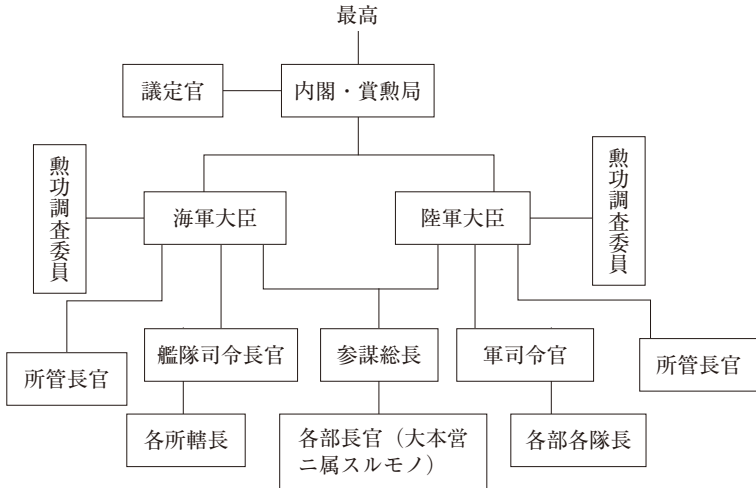 最高
議定官
内閣・賞勲局
勲功調査委員
海軍大臣
陸軍大臣
勲功調査委員
所管長官
艦隊司令長官
参謀総長
軍司令官
所管長官
各所轄長
各部長官（大本営
ニ属スルモノ）
各部各隊長